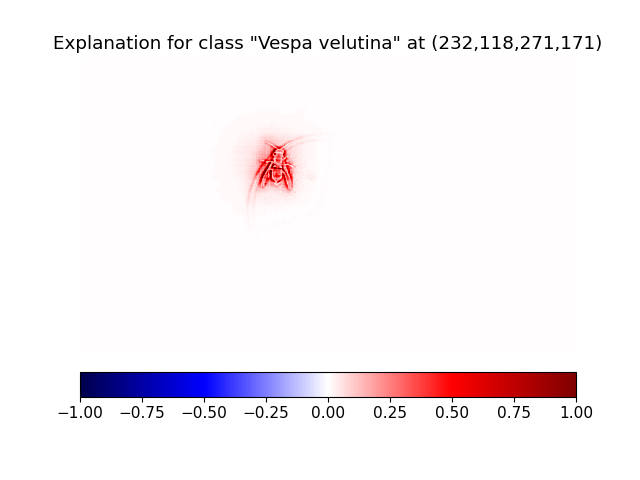 Explanation for class "Vespa velutina" at (232,118,271,171)
−1.00 −0.75 −0.50 −0.25 0.00 0.25 0.50 0.75 1.00